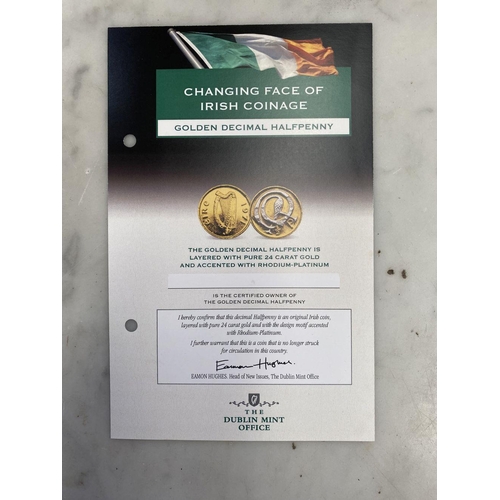 CHANGING FACE OF
IRISH COINAGE
GOLDEN DECIMAL HALFPENNY
éIRe
THE GOLDEN DECIMAL HALFPENNY IS
LAYERED WITH PURE 24 CARAT GOLD
AND ACCENTED WITH RHODIUM-PLATINUM
IS THE CERTIFIED OWNER OF
THE GOLDEN DECIMAL HALFPENNY
I hereby confirm that this decimal Halfpenny is an original Irish coin,
layered with pure 24 carat gold and with the design motif accented
with Rhodium-Platinum.
I further warrant that this is a coin that is no longer struck
for circulation in this country.
Eamon Hughes.
EAMON HUGHES. Head of New Issues, The Dublin Mint Office
THE
DUBLIN MINT
OFFICE